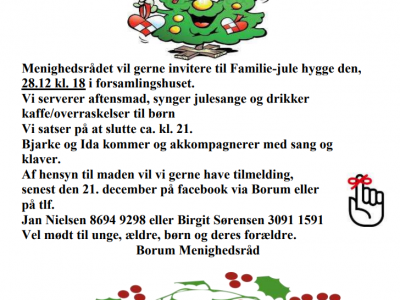 Menighedsrådet vil gerne invitere til Familie-jule hygge den,
28.12 kl. 18 i forsamlingshuset.
Vi serverer aftensmad, synger julesange og drikker
kaffe/overraskelser til børn
Vi satser på at slutte ca. kl. 21.
Bjarke og Ida kommer og akkompagnerer med sang og
klaver.
Af hensyn til maden vil vi gerne have tilmelding,
senest den 21. december på facebook via Borum eller
på tlf.
Jan Nielsen 8694 9298 eller Birgit Sørensen 3091 1591
Vel mødt til unge, ældre, børn og deres forældre.
Borum Menighedsråd